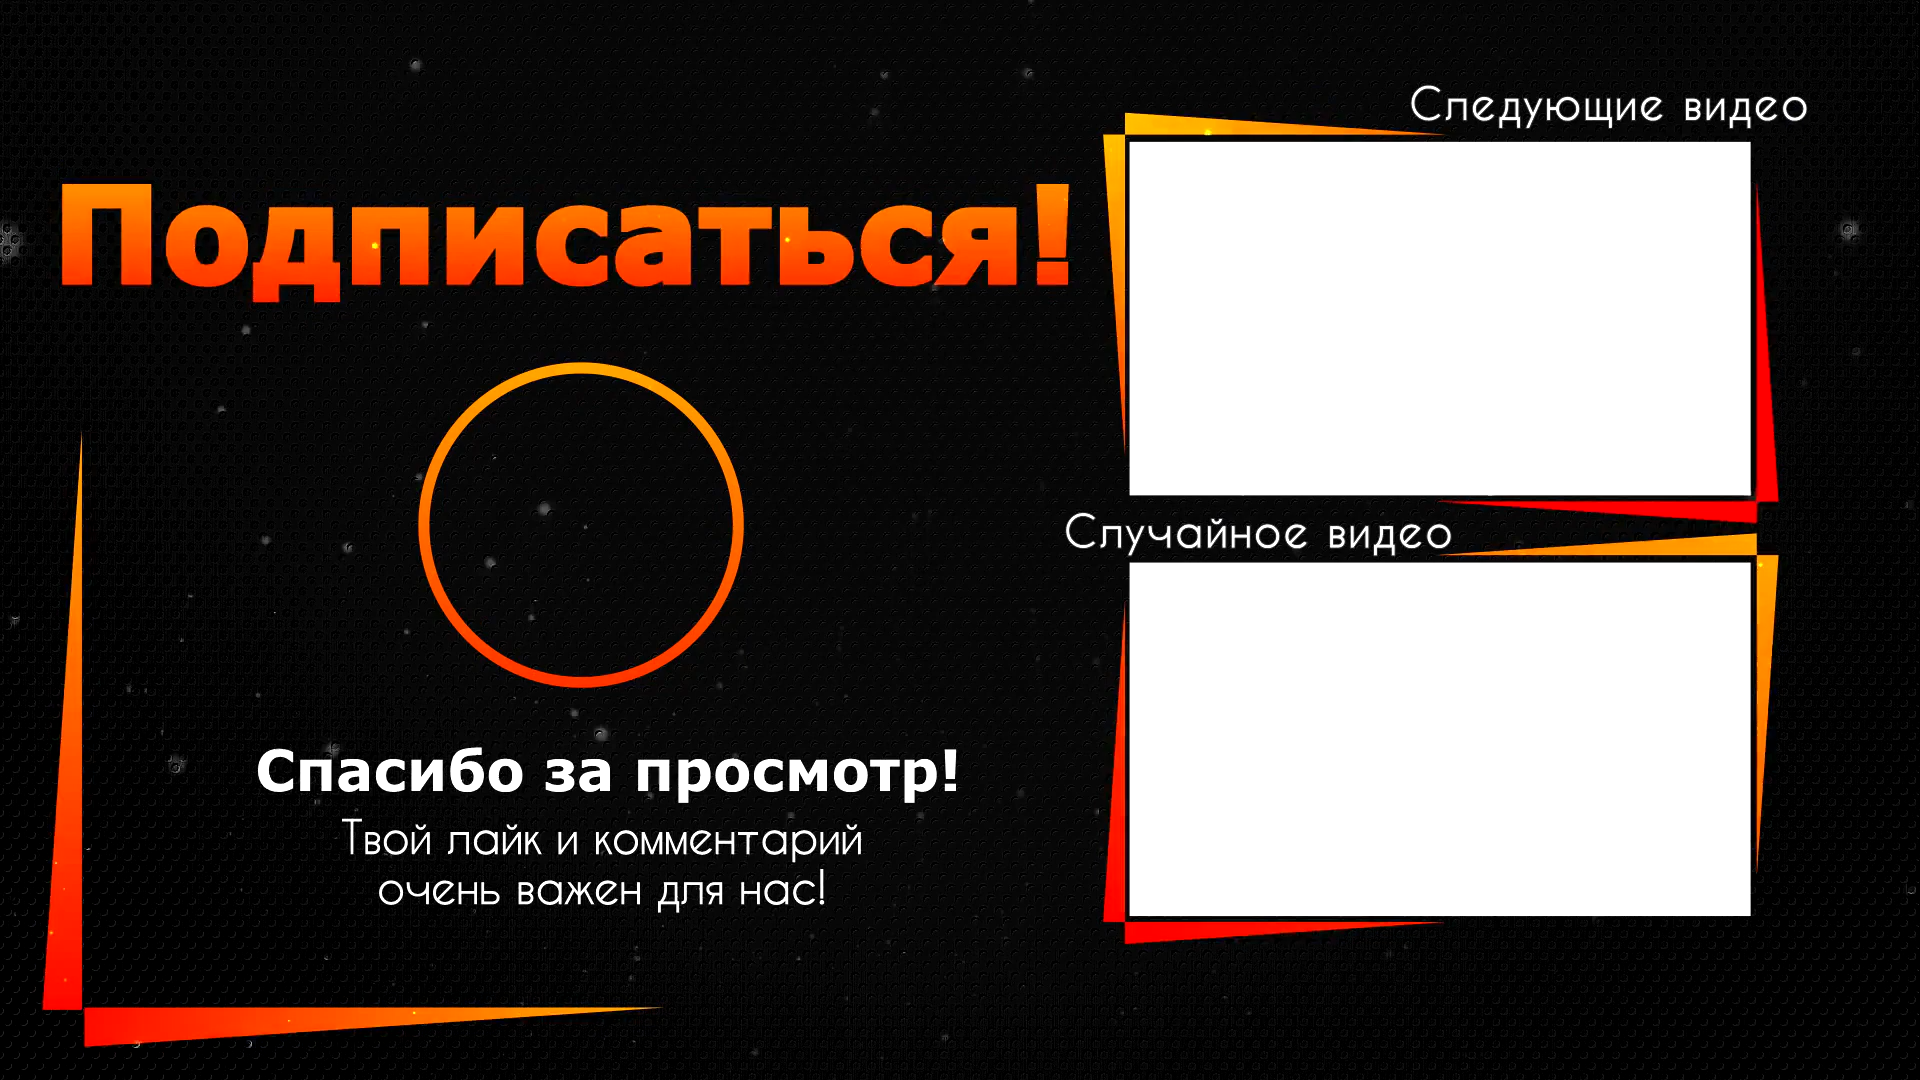 Подписаться!
Спасибо за просмотр!
Твой лайк и комментарий
очень важен для нас!
Следующие видео
Случайное видео